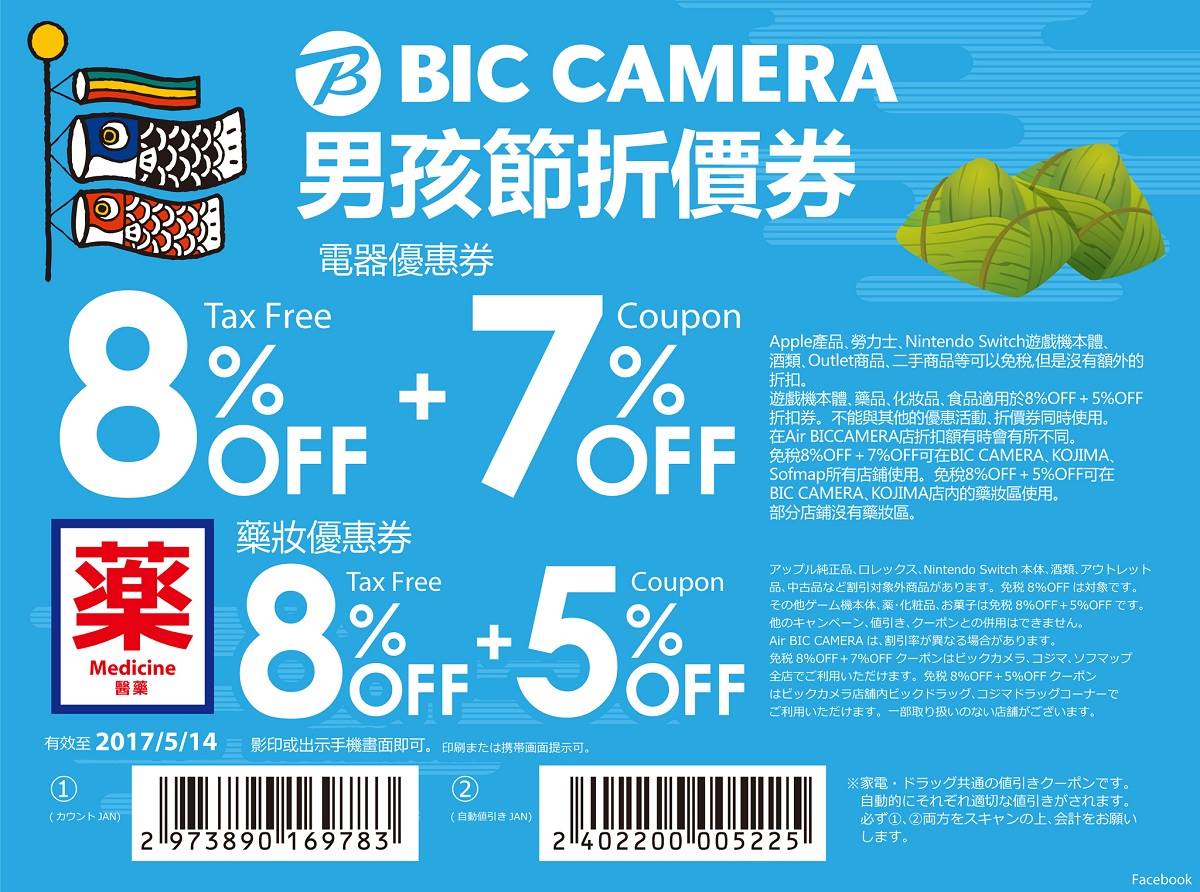 B BIC CAMERA
男孩節折價券
電器優惠券
8% OFF Tax Free + 7% OFF Coupon
Apple產品、勞力士、Nintendo Switch遊戲機本體、
酒類、Outlet商品、二手商品等可以免稅,但是沒有額外的
折扣。
遊戲機本體、藥品、化妝品、食品適用於8%OFF+5%OFF
折扣券。不能與其他的優惠活動、折價券同時使用。
在Air BICCAMERA店折扣額有時會有所不同。
免稅8%OFF+7%OFF可在BIC CAMERA、KOJIMA、
Sofmap所有店鋪使用。免稅8%OFF+5%OFF可在
BIC CAMERA、KOJIMA店內的藥妝區使用。
部分店鋪沒有藥妝區。
薬
Medicine
醫藥
藥妝優惠券
8% OFF Tax Free + 5% OFF Coupon
アップル純正品、ロレックス、Nintendo Switch 本体、酒類、アウトレット
品、中古品など割引対象外商品があります。免税 8%OFF は対象です。
その他ゲーム機本体、薬・化粧品、お菓子は免税 8%OFF+5%OFF です。
他のキャンペーン、値引き、クーポンとの併用はできません。
Air BIC CAMERA は、割引率が異なる場合があります。
免税 8%OFF+7%OFF クーポンはビックカメラ、コジマ、ソフマップ
全店でご利用いただけます。免税 8%OFF+5%OFF クーポン
はビックカメラ店舗内ビックドラッグ、コジマドラッグコーナーで
ご利用いただけます。一部取り扱いのない店舗がございます。
有效至 2017/5/14 影印或出示手機畫面即可。印刷または携帯画面提示可。
①
(カウント JAN)
2 973890 169783
②
(自動値引き JAN)
2 402200 005225
※家電・ドラッグ共通の値引きクーポンです。
自動的にそれぞれ適切な値引きがされます。
必ず①、②両方をスキャンの上、会計をお願い
します。
Facebook